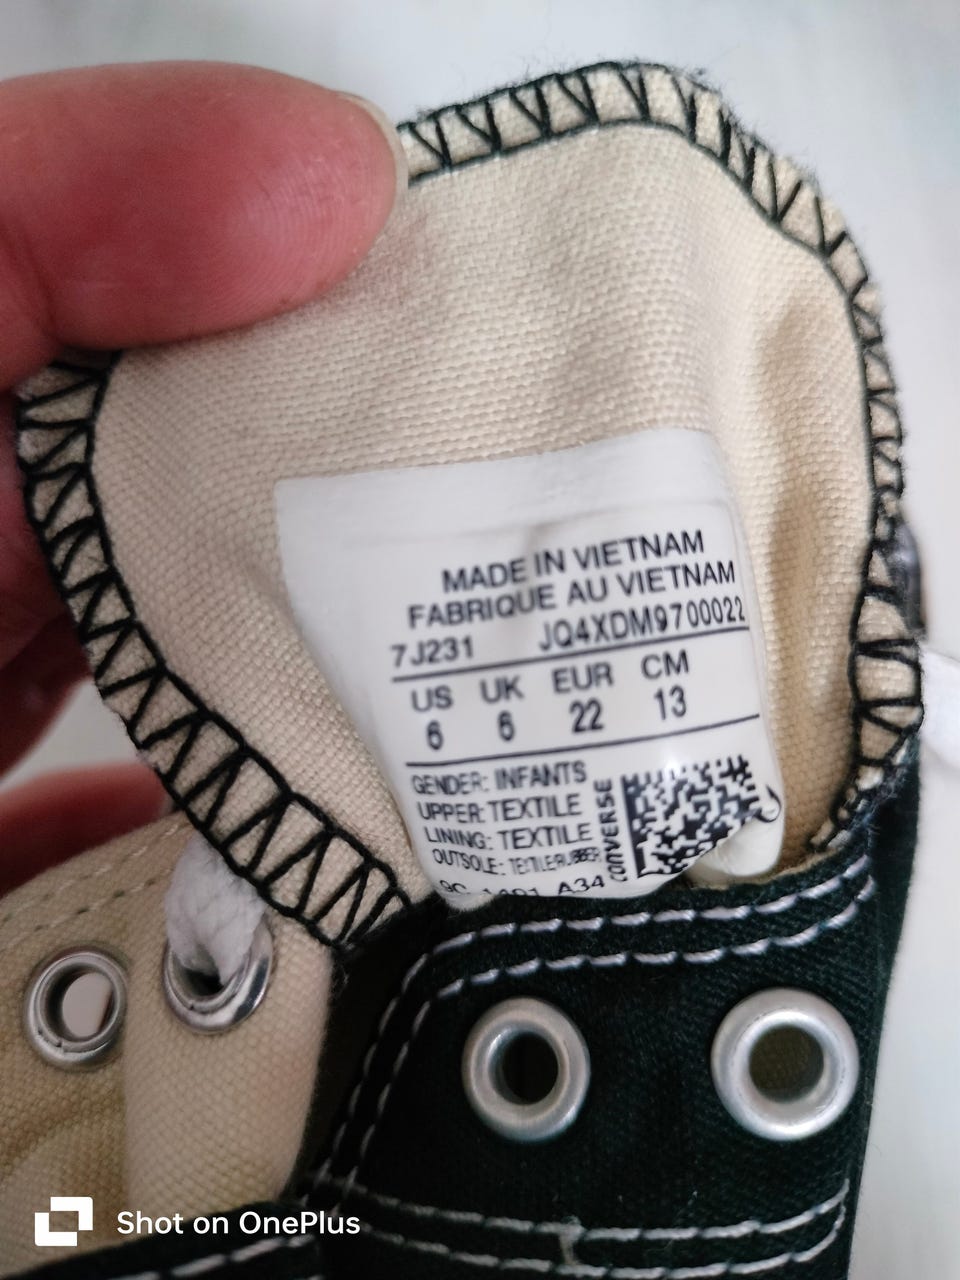 MADE IN VIETNAM
FABRIQUE AU VIETNAM
7J231 JQ4XDM9700022
US UK EUR CM
6 6 22 13
GENDER: INFANTS
UPPER: TEXTILE
LINING: TEXTILE
OUTSOLE: TEXTILE/RUBBER
CONVERSE
A34
Shot on OnePlus